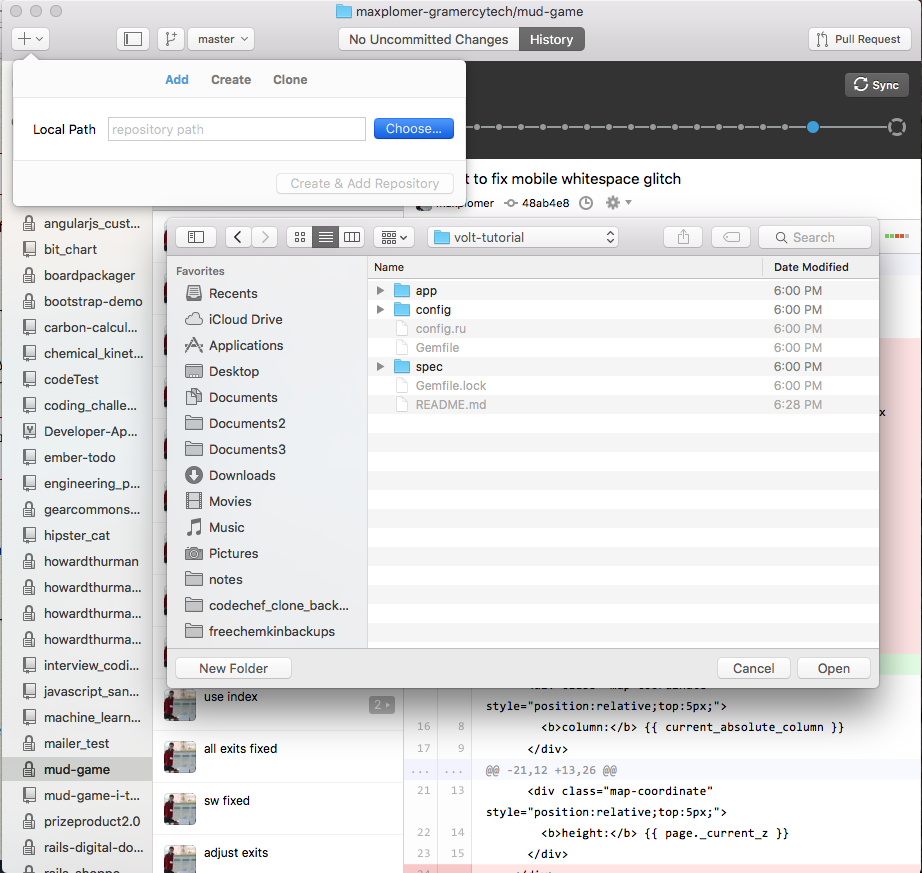 maxplomer-gramercytech/mud-game
master
No Uncommitted Changes
History
Pull Request
Add
Create
Clone
Sync
Local Path
repository path
Choose...
Create & Add Repository
t to fix mobile whitespace glitch
maxplomer
48ab4e8
angularjs_cust...
bit_chart
boardpackager
bootstrap-demo
carbon-calcul...
chemical_kinet...
codeTest
coding_challe...
Developer-Ap...
ember-todo
engineering_p...
gearcommons...
hipster_cat
howardthurman
howardthurma...
howardthurma...
howardthurma...
interview_codi...
javascript_san...
machine_learn...
mailer_test
mud-game
mud-game-i-t...
prizeproduct2.0
rails-digital-do...
volt-tutorial
Search
Favorites
Recents
iCloud Drive
Applications
Desktop
Documents
Documents2
Documents3
Downloads
Movies
Music
Pictures
notes
codechef_clone_back...
freechemkinbackups
Name
Date Modified
app
6:00 PM
config
6:00 PM
config.ru
6:00 PM
Gemfile
6:00 PM
spec
6:00 PM
Gemfile.lock
6:00 PM
README.md
6:28 PM
x
New Folder
Cancel
Open
use index
2
all exits fixed
sw fixed
adjust exits
<div class="map-coordinate"
style="position:relative;top:5px;">
16 8 <b>column:</b> {{ current_absolute_column }}
17 9 </div>
... ... @@ -21,12 +13,26 @@
21 13 <div class="map-coordinate"
style="position:relative;top:5px;">
22 14 <b>height:</b> {{ page._current_z }}
23 15 </div>